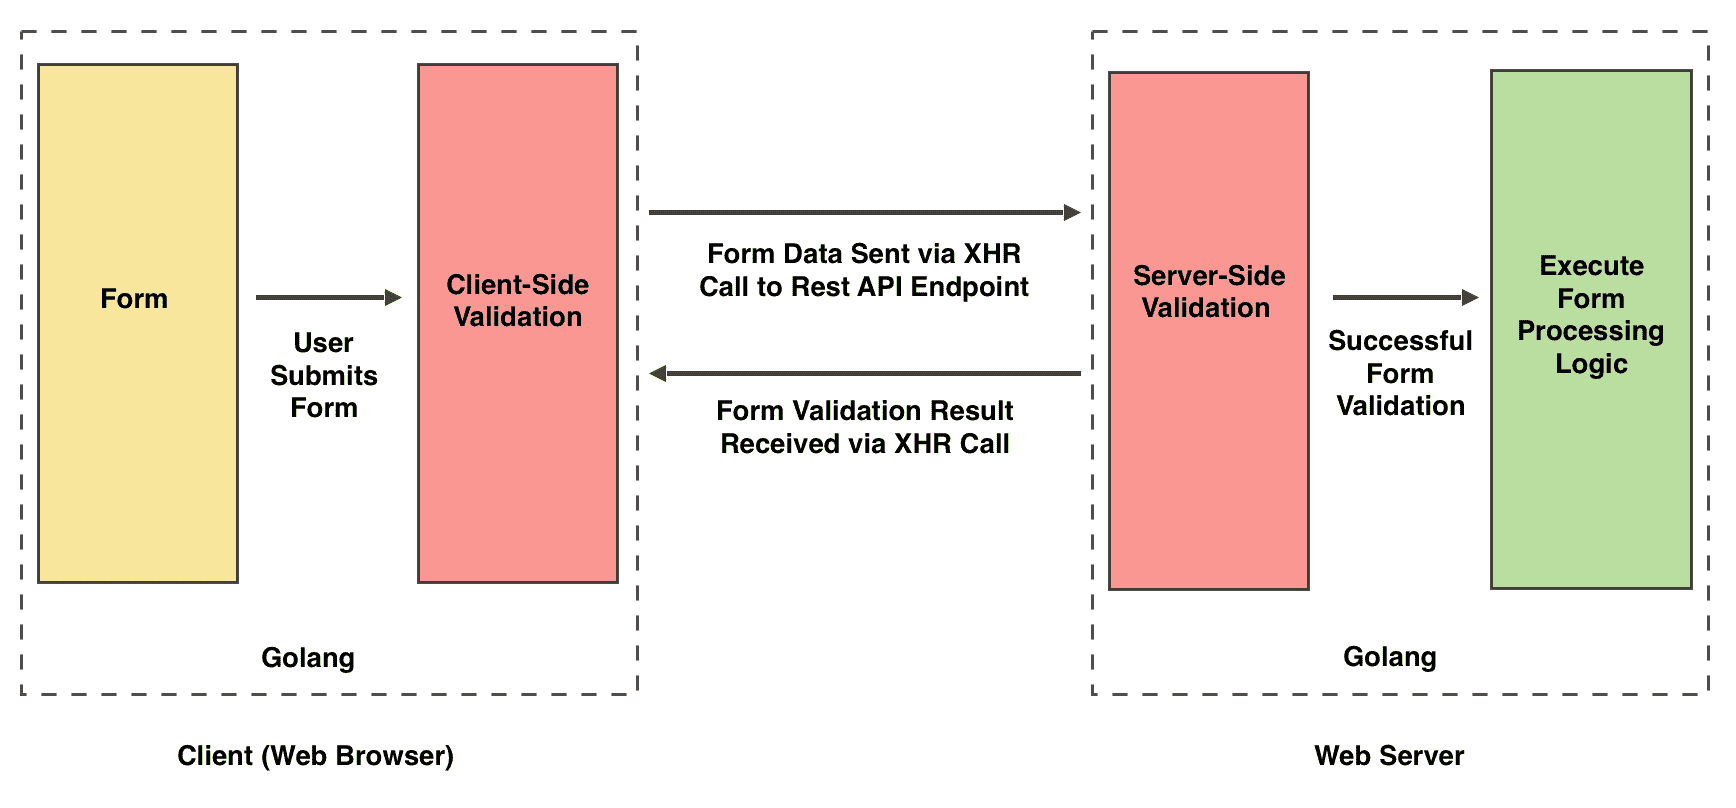 Form
User
Submits
Form
Client-Side
Validation
Golang
Client (Web Browser)
Form Data Sent via XHR
Call to Rest API Endpoint
Form Validation Result
Received via XHR Call
Server-Side
Validation
Successful
Form
Validation
Execute
Form
Processing
Logic
Golang
Web Server